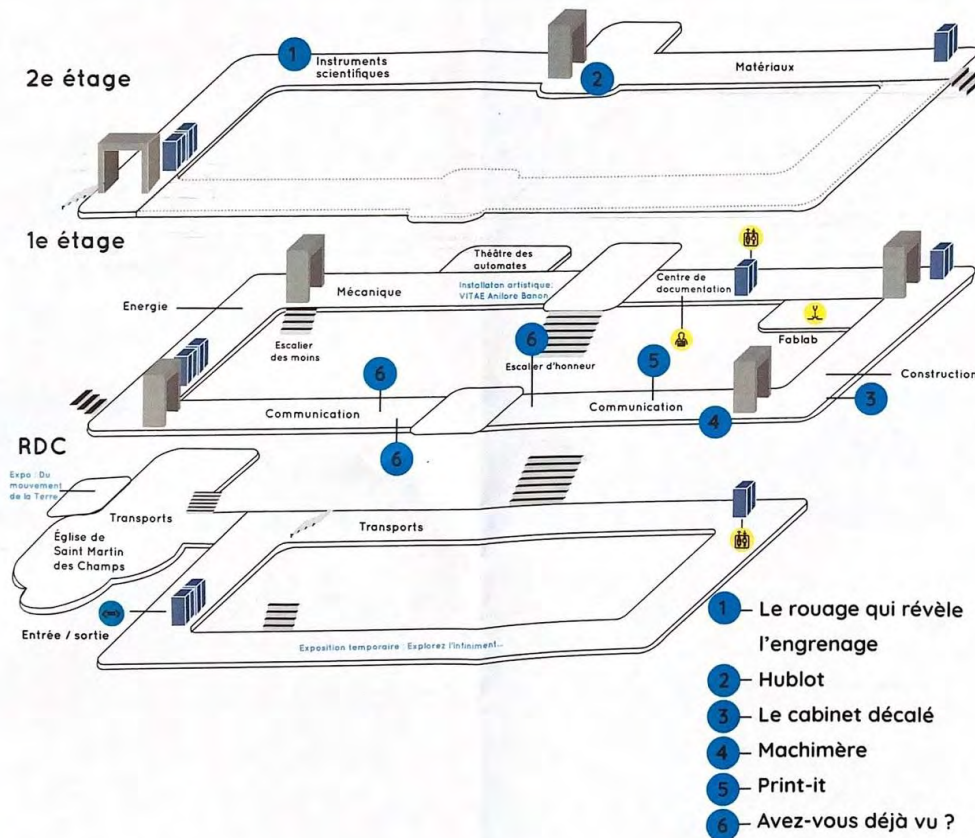 1
Instruments
scientifiques
2
Matériaux
2e étage
1e étage
Théâtre des
automates
Energie
Mécanique
Installaton artistique:
VITAE Anilore Banon
Centre de
documentation
Escalier
des moins
6
Escalier d'honneur
Fablab
6
5
Construction
Communication
Communication
3
4
6
RDC
Expo : Du
mouvement
de la Terre
Transports
Transports
Église de
Saint Martin
des Champs
Entrée / sortie
Exposition temporaire : Explorez l'infiniment...
1 Le rouage qui révèle
l'engrenage
2 Hublot
3 Le cabinet décalé
4 Machimère
5 Print-it
6 Avez-vous déjà vu ?